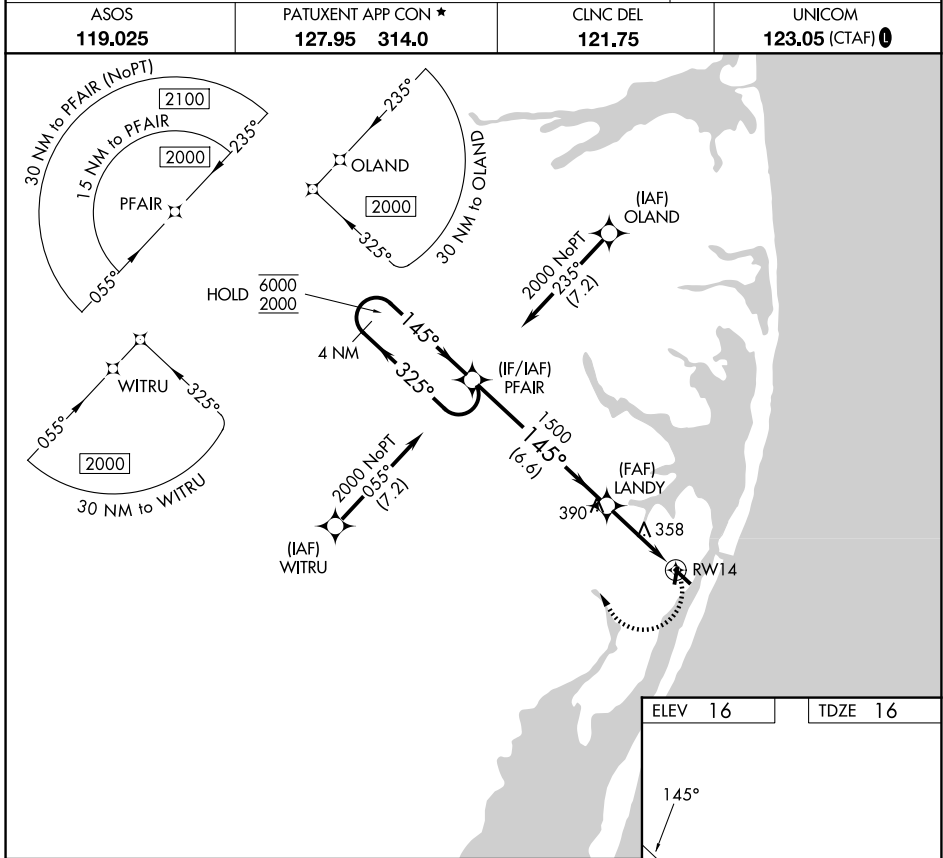 ASOS
119.025
PATUXENT APP CON ★
127.95 314.0
CLNC DEL
121.75
UNICOM
123.05 (CTAF) L
30 NM to PFAIR (NoPT)
2100
15 NM to PFAIR
2000
235°
PFAIR
055°
235°
OLAND
2000
325°
30 NM to OLAND
(IAF)
OLAND
2000 NoPT
235°
(7.2)
HOLD 6000
2000
4 NM
145°
325°
(IF/IAF)
PFAIR
WITRU
055°
325°
2000
30 NM to WITRU
1500
145°
(6.6)
2000 NoPT
055°
(7.2)
(IAF)
WITRU
(FAF)
LANDY
390
358
RW14
ELEV 16
TDZE 16
145°